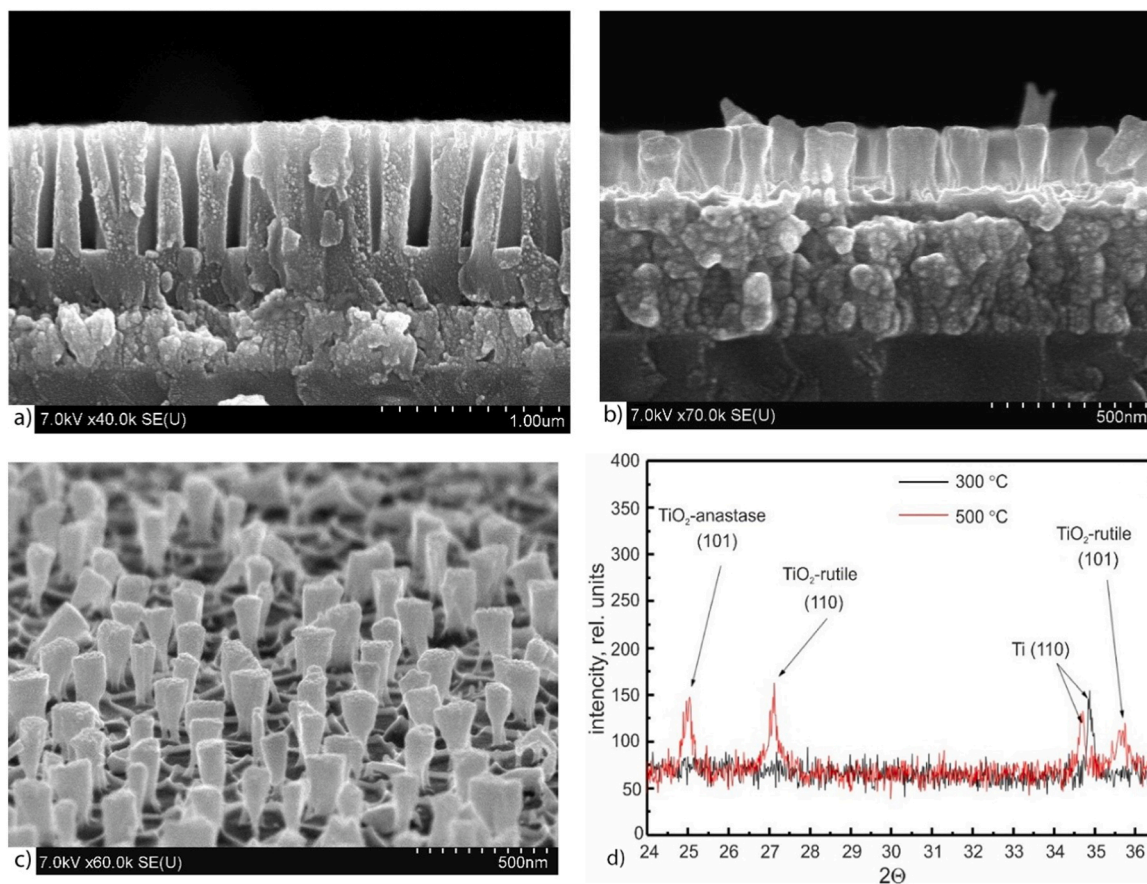 7.0kV x40.0k SE(U)
1.00um
a)
7.0kV x70.0k SE(U)
500nm
b)
7.0kV x60.0k SE(U)
500nm
c)
400
350
300
250
200
150
100
50
0
intencity, rel. units
300 °C
500 °C
TiO₂-anastase
(101)
TiO₂-rutile
(110)
TiO₂-rutile
(101)
Ti (110)
24 25 26 27 28 29 30 31 32 33 34 35 36
2Θ
d)